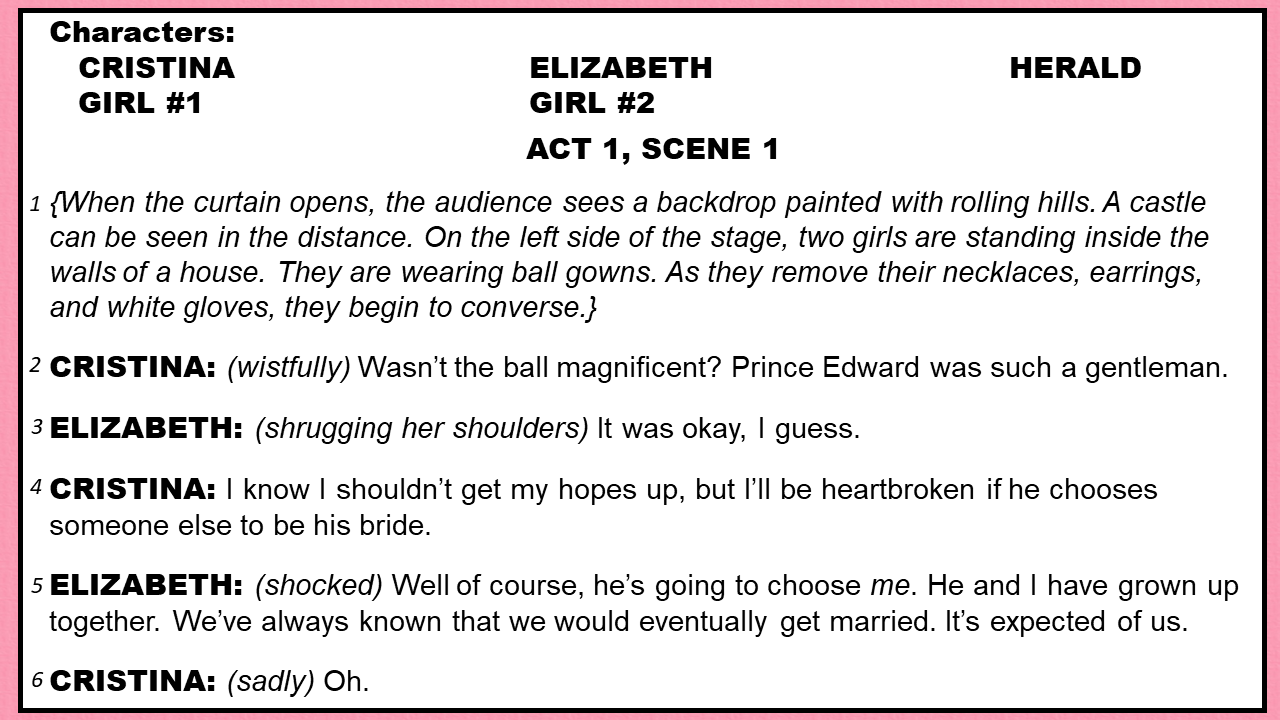 Characters:
CRISTINA ELIZABETH HERALD
GIRL #1 GIRL #2
ACT 1, SCENE 1
1 {When the curtain opens, the audience sees a backdrop painted with rolling hills. A castle
can be seen in the distance. On the left side of the stage, two girls are standing inside the
walls of a house. They are wearing ball gowns. As they remove their necklaces, earrings,
and white gloves, they begin to converse.}
2 CRISTINA: (wistfully) Wasn’t the ball magnificent? Prince Edward was such a gentleman.
3 ELIZABETH: (shrugging her shoulders) It was okay, I guess.
4 CRISTINA: I know I shouldn’t get my hopes up, but I’ll be heartbroken if he chooses
someone else to be his bride.
5 ELIZABETH: (shocked) Well of course, he’s going to choose me. He and I have grown up
together. We’ve always known that we would eventually get married. It’s expected of us.
6 CRISTINA: (sadly) Oh.